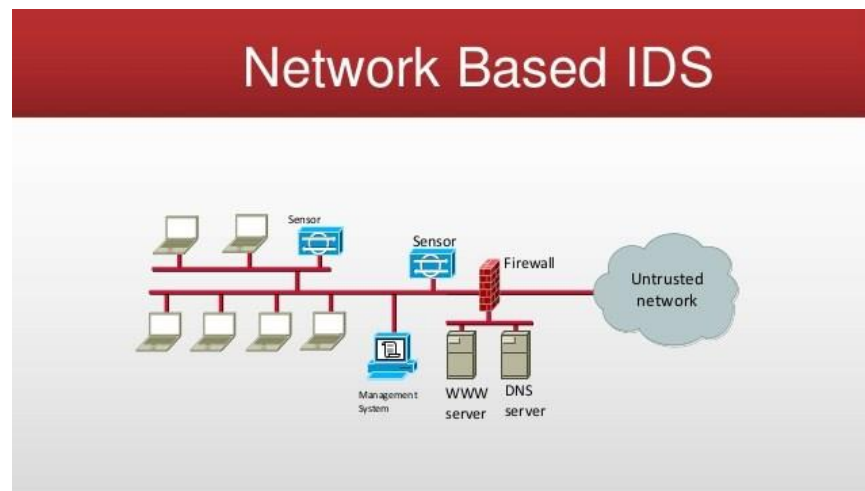 Network Based IDS
Sensor
Sensor
Firewall
Untrusted
network
Management
System
WWW
server
DNS
server